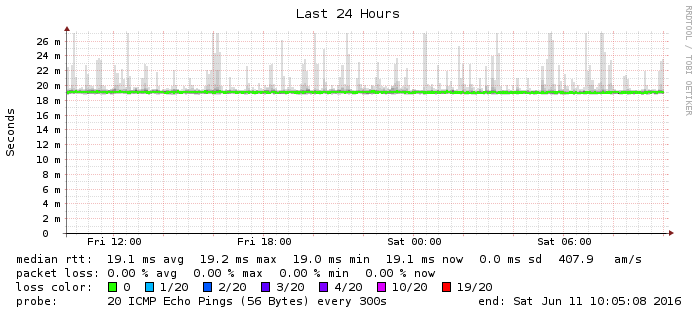 Last 24 Hours
RRDTOOL / TOBI OETIKER
Seconds
26 m
24 m
22 m
20 m
18 m
16 m
14 m
12 m
10 m
8 m
6 m
4 m
2 m
0
Fri 12:00 Fri 18:00 Sat 00:00 Sat 06:00
median rtt: 19.1 ms avg 19.2 ms max 19.0 ms min 19.1 ms now 0.0 ms sd 407.9 am/s
packet loss: 0.00 % avg 0.00 % max 0.00 % min 0.00 % now
loss color: 0 1/20 2/20 3/20 4/20 10/20 19/20
probe: 20 ICMP Echo Pings (56 Bytes) every 300s end: Sat Jun 11 10:05:08 2016